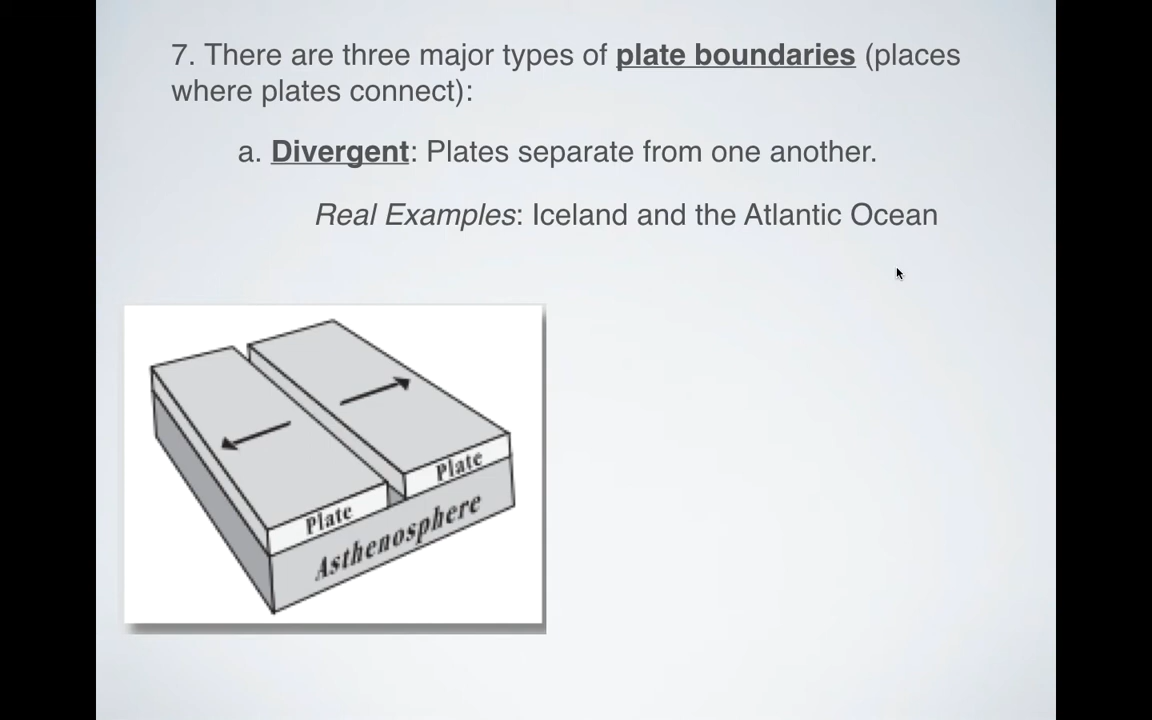 7. There are three major types of plate boundaries (places
where plates connect):
a. Divergent: Plates separate from one another.
Real Examples: Iceland and the Atlantic Ocean
Plate
Plate
Asthenosphere